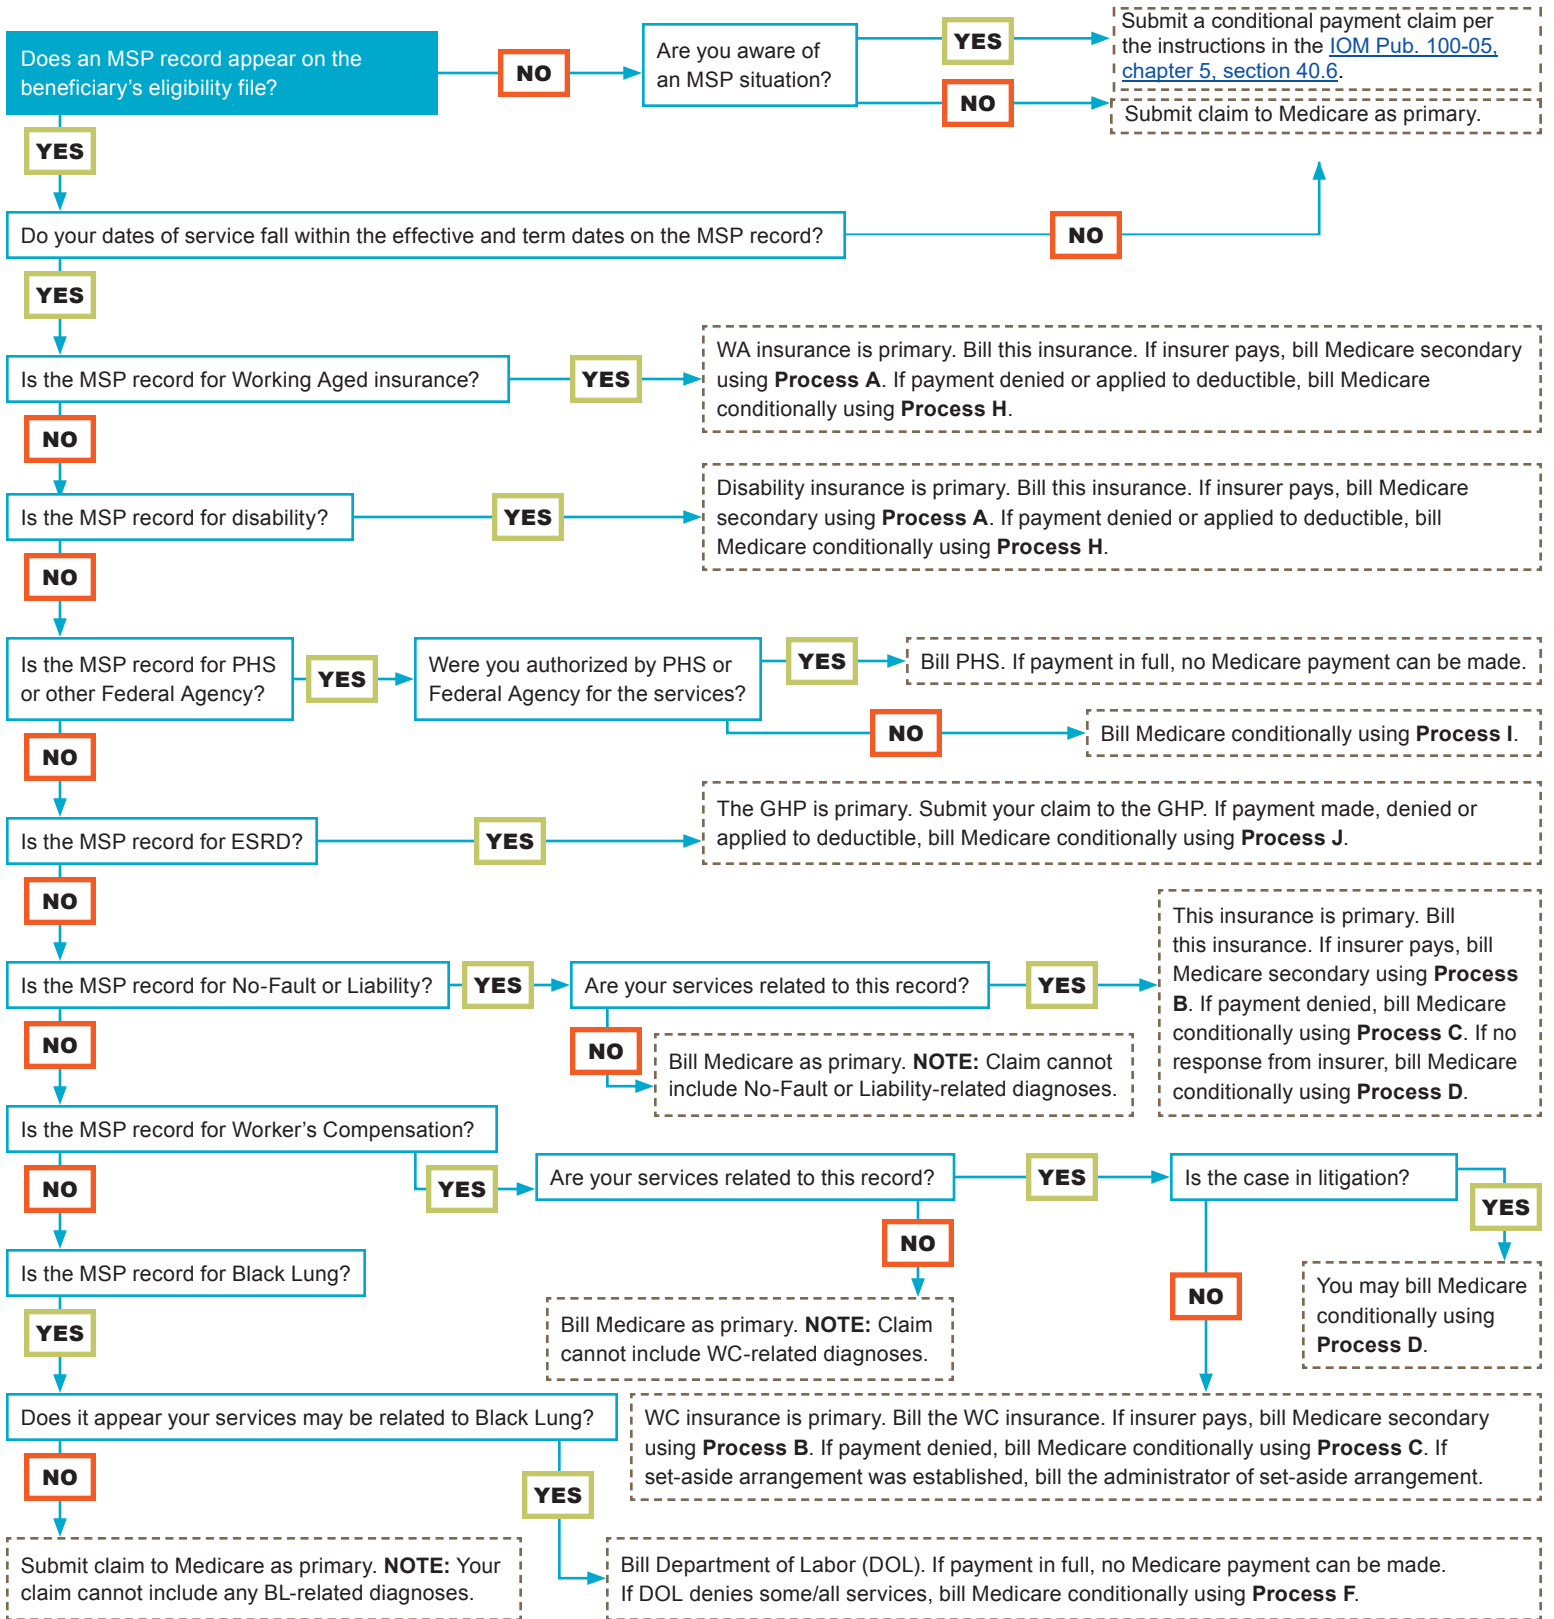 Does an MSP record appear on the
beneficiary's eligibility file?
NO
Are you aware of
an MSP situation?
YES
Submit a conditional payment claim per
the instructions in the IOM Pub. 100-05,
chapter 5, section 40.6.
NO
Submit claim to Medicare as primary.
YES
Do your dates of service fall within the effective and term dates on the MSP record?
NO
YES
Is the MSP record for Working Aged insurance?
YES
WA insurance is primary. Bill this insurance. If insurer pays, bill Medicare secondary
using Process A. If payment denied or applied to deductible, bill Medicare
conditionally using Process H.
NO
Is the MSP record for disability?
YES
Disability insurance is primary. Bill this insurance. If insurer pays, bill Medicare
secondary using Process A. If payment denied or applied to deductible, bill
Medicare conditionally using Process H.
NO
Is the MSP record for PHS
or other Federal Agency?
YES
Were you authorized by PHS or
Federal Agency for the services?
YES
Bill PHS. If payment in full, no Medicare payment can be made.
NO
Bill Medicare conditionally using Process I.
NO
Is the MSP record for ESRD?
YES
The GHP is primary. Submit your claim to the GHP. If payment made, denied or
applied to deductible, bill Medicare conditionally using Process J.
NO
Is the MSP record for No-Fault or Liability?
YES
Are your services related to this record?
YES
This insurance is primary. Bill
this insurance. If insurer pays, bill
Medicare secondary using Process
B. If payment denied, bill Medicare
conditionally using Process C. If no
response from insurer, bill Medicare
conditionally using Process D.
NO
Bill Medicare as primary. NOTE: Claim cannot
include No-Fault or Liability-related diagnoses.
NO
Is the MSP record for Worker's Compensation?
YES
Are your services related to this record?
YES
Is the case in litigation?
YES
You may bill Medicare
conditionally using
Process D.
NO
Bill Medicare as primary. NOTE: Claim
cannot include WC-related diagnoses.
NO
WC insurance is primary. Bill the WC insurance. If insurer pays, bill Medicare secondary
using Process B. If payment denied, bill Medicare conditionally using Process C. If
set-aside arrangement was established, bill the administrator of set-aside arrangement.
NO
Is the MSP record for Black Lung?
YES
Does it appear your services may be related to Black Lung?
NO
Submit claim to Medicare as primary. NOTE: Your
claim cannot include any BL-related diagnoses.
YES
Bill Department of Labor (DOL). If payment in full, no Medicare payment can be made.
If DOL denies some/all services, bill Medicare conditionally using Process F.